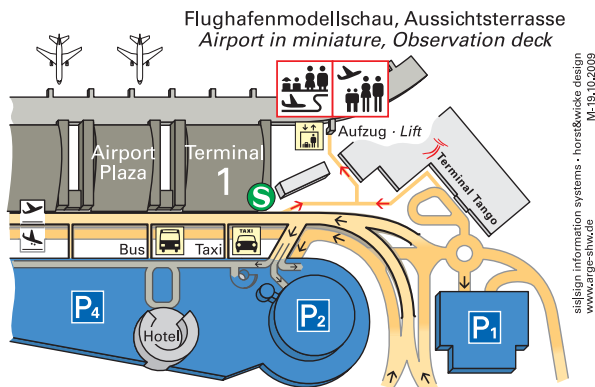 Flughafenmodellschau, Aussichtsterrasse
Airport in miniature, Observation deck
Aufzug · Lift
Airport
Plaza
Terminal
1
S
Terminal Tango
Bus
Taxi
TAXI
P4
Hotel
P2
P1
sis|sign information systems · horst&wicke design
www.arge-shw.de
M-19.10.2009